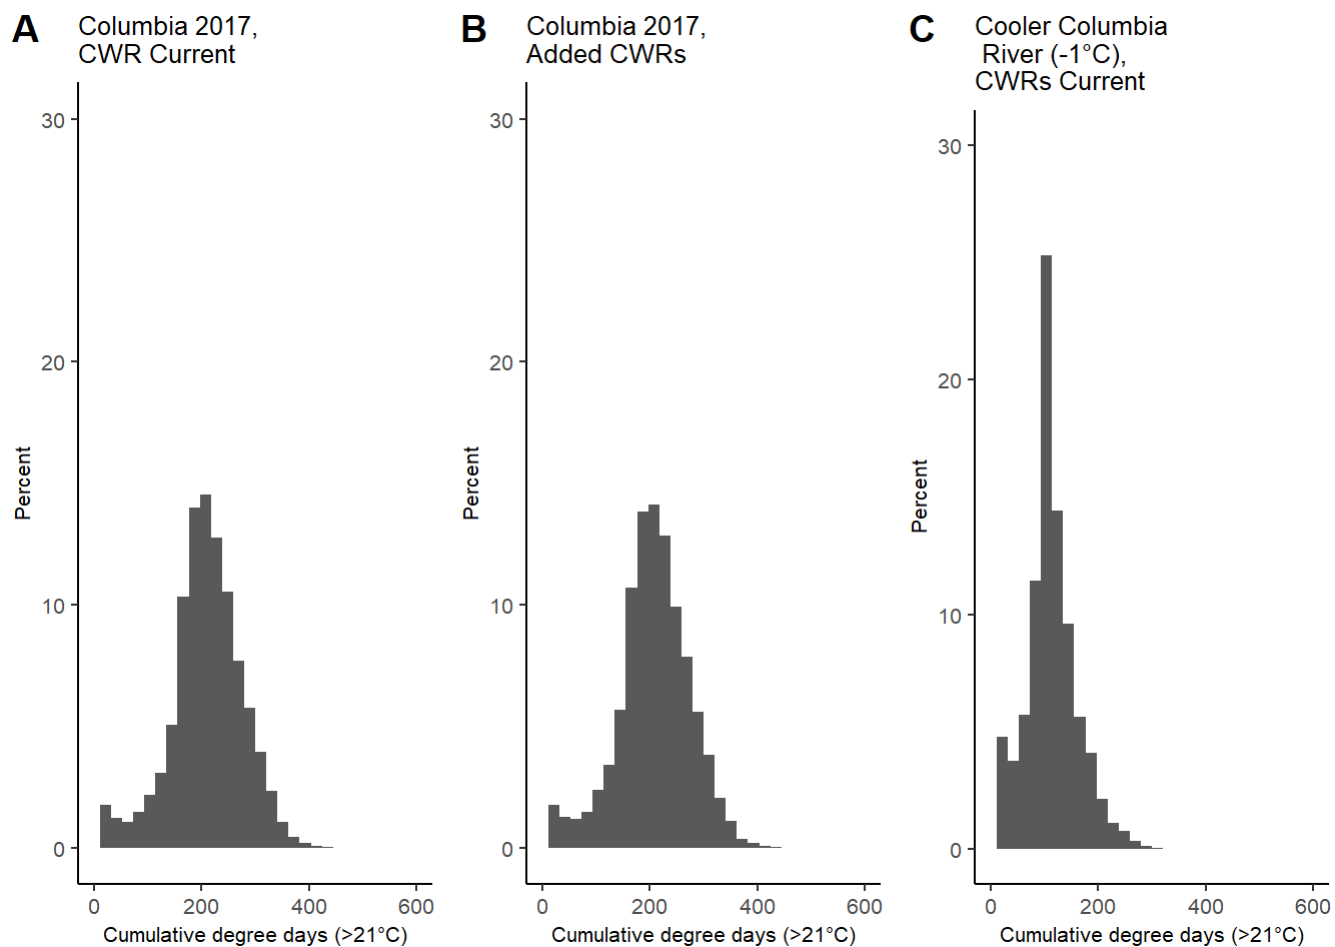 A
Columbia 2017,
CWR Current
30
20
10
0
Percent
0 200 400 600
Cumulative degree days (>21°C)
B
Columbia 2017,
Added CWRs
30
20
10
0
Percent
0 200 400 600
Cumulative degree days (>21°C)
C
Cooler Columbia
River (-1°C),
CWRs Current
30
20
10
0
Percent
0 200 400 600
Cumulative degree days (>21°C)